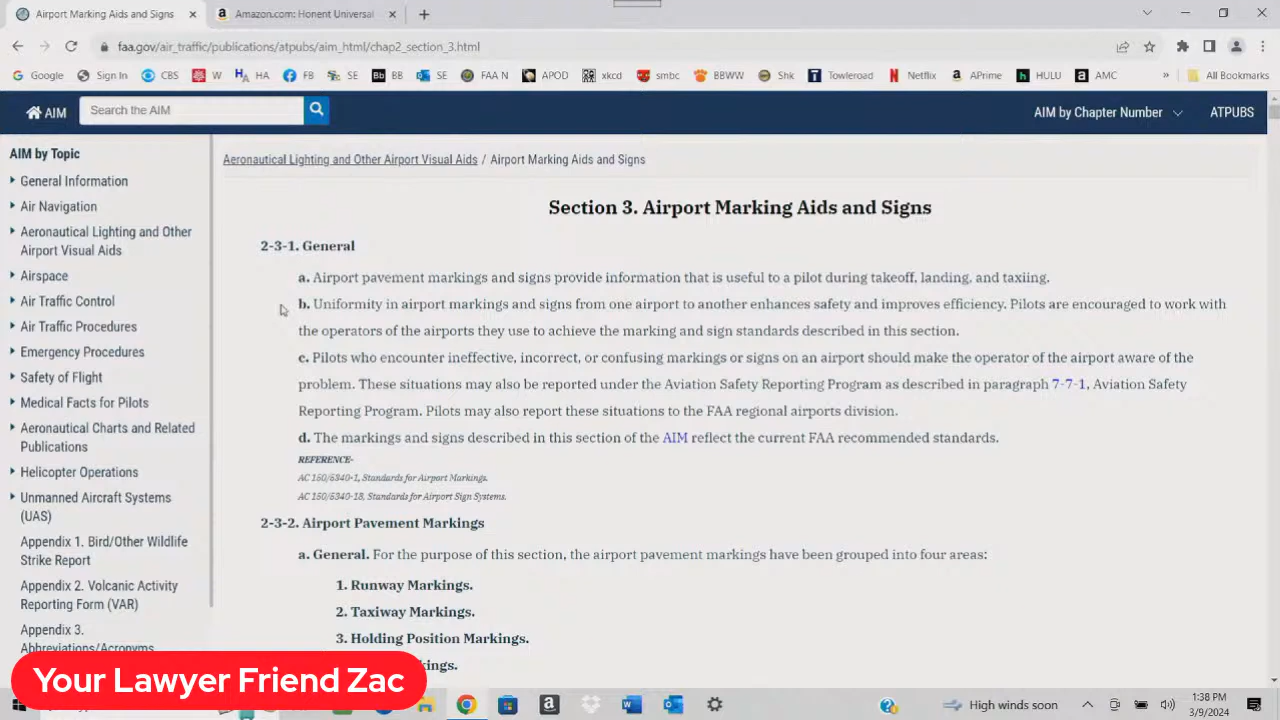 Airport Marking Aids and Signs
Amazon.com: Honent Universal
faa.gov/air_traffic/publications/atpubs/aim_html/chap2_section_3.html
Google Sign In CBS WW HA FB SE BB SE FAA N APOD xkcd smbc BBWW Shk Towleroad Netflix APrime HULU AMC » All Bookmarks
AIM Search the AIM AIM by Chapter Number ATPUBS
AIM by Topic
General Information
Air Navigation
Aeronautical Lighting and Other
Airport Visual Aids
Airspace
Air Traffic Control
Air Traffic Procedures
Emergency Procedures
Safety of Flight
Medical Facts for Pilots
Aeronautical Charts and Related
Publications
Helicopter Operations
Unmanned Aircraft Systems
(UAS)
Appendix 1. Bird/Other Wildlife
Strike Report
Appendix 2. Volcanic Activity
Reporting Form (VAR)
Appendix 3.
Abbreviations/Acronyms
Aeronautical Lighting and Other Airport Visual Aids / Airport Marking Aids and Signs
Section 3. Airport Marking Aids and Signs
2-3-1. General
a. Airport pavement markings and signs provide information that is useful to a pilot during takeoff, landing, and taxiing.
b. Uniformity in airport markings and signs from one airport to another enhances safety and improves efficiency. Pilots are encouraged to work with
the operators of the airports they use to achieve the marking and sign standards described in this section.
c. Pilots who encounter ineffective, incorrect, or confusing markings or signs on an airport should make the operator of the airport aware of the
problem. These situations may also be reported under the Aviation Safety Reporting Program as described in paragraph 7-7-1, Aviation Safety
Reporting Program. Pilots may also report these situations to the FAA regional airports division.
d. The markings and signs described in this section of the AIM reflect the current FAA recommended standards.
REFERENCE-
AC 150/5340-1, Standards for Airport Markings.
AC 150/5340-18, Standards for Airport Sign Systems.
2-3-2. Airport Pavement Markings
a. General. For the purpose of this section, the airport pavement markings have been grouped into four areas:
1. Runway Markings.
2. Taxiway Markings.
3. Holding Position Markings.
kings.
Your Lawyer Friend Zac
High winds soon
1:38 PM
3/9/2024